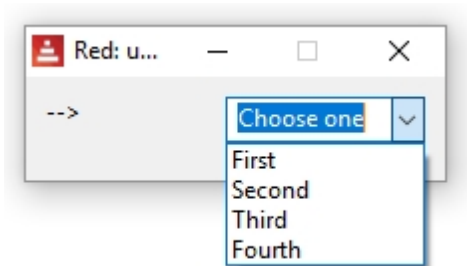 Red: u...
-->
Choose one
First
Second
Third
Fourth